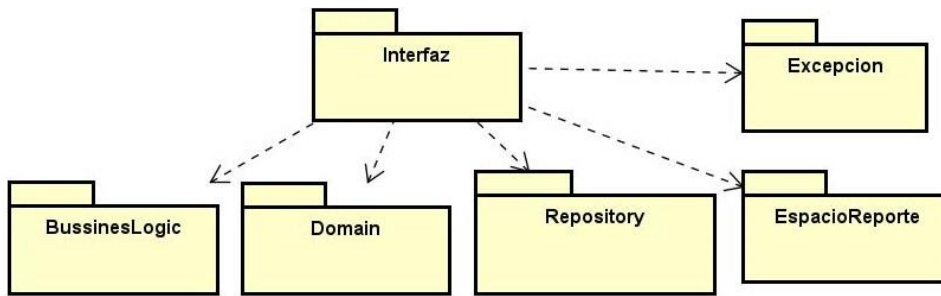 Interfaz
Excepcion
BussinesLogic
Domain
Repository
EspacioReporte